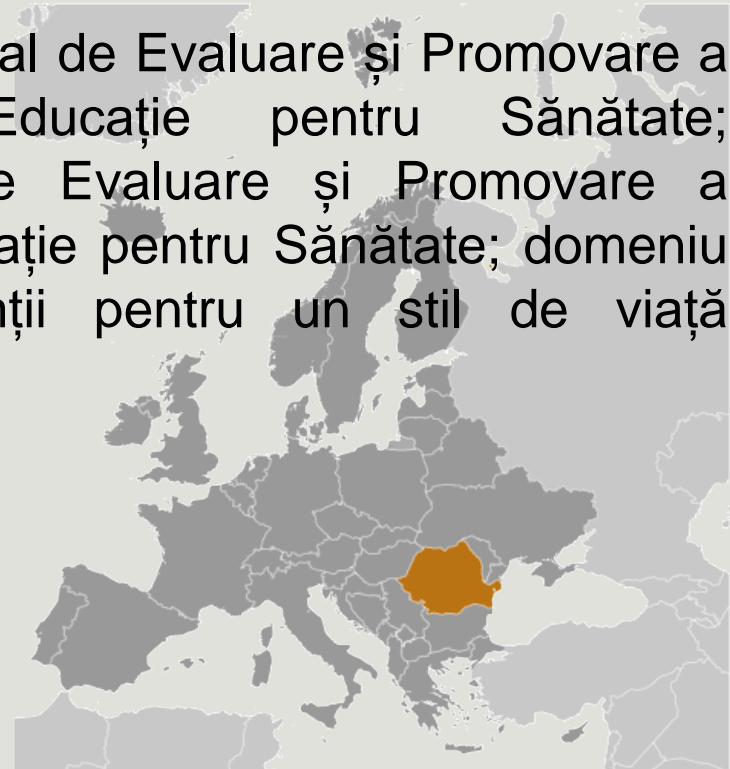 al de Evaluare și Promovare a
Educație pentru Sănătate;
e Evaluare și Promovare a
ație pentru Sănătate; domeniu
nții pentru un stil de viață